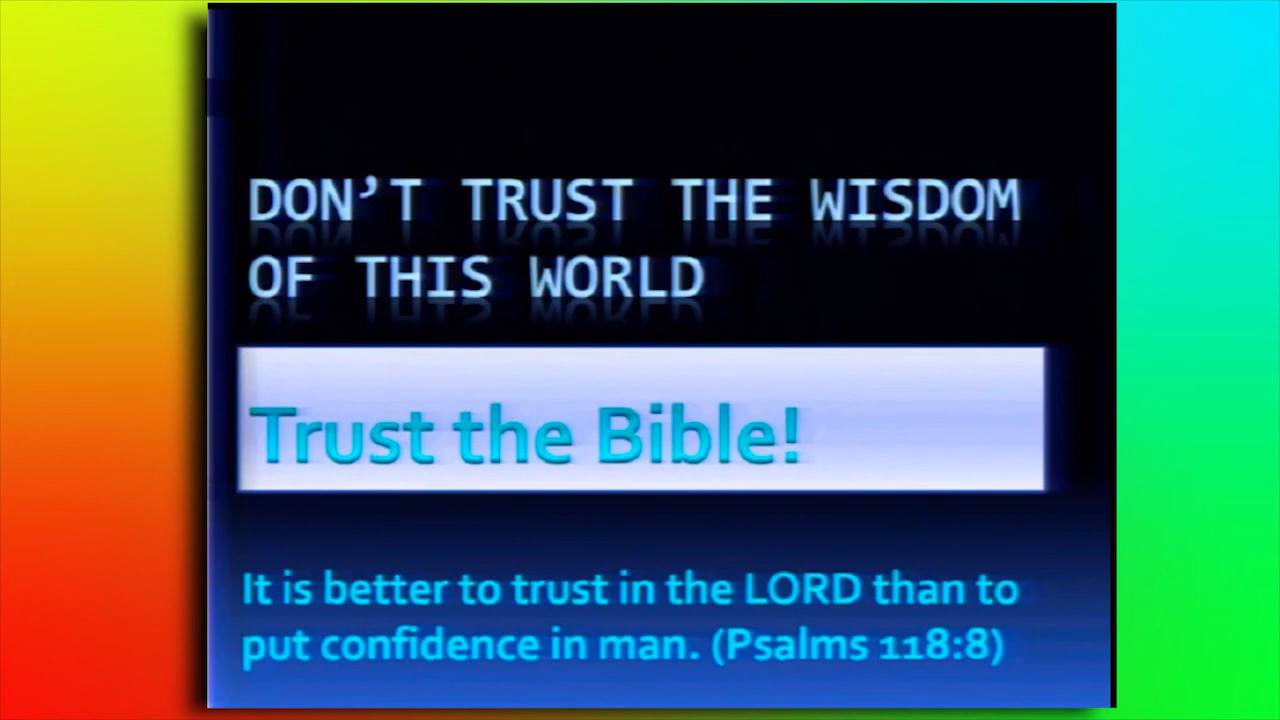 DON’T TRUST THE WISDOM
OF THIS WORLD
Trust the Bible!
It is better to trust in the LORD than to
put confidence in man. (Psalms 118:8)